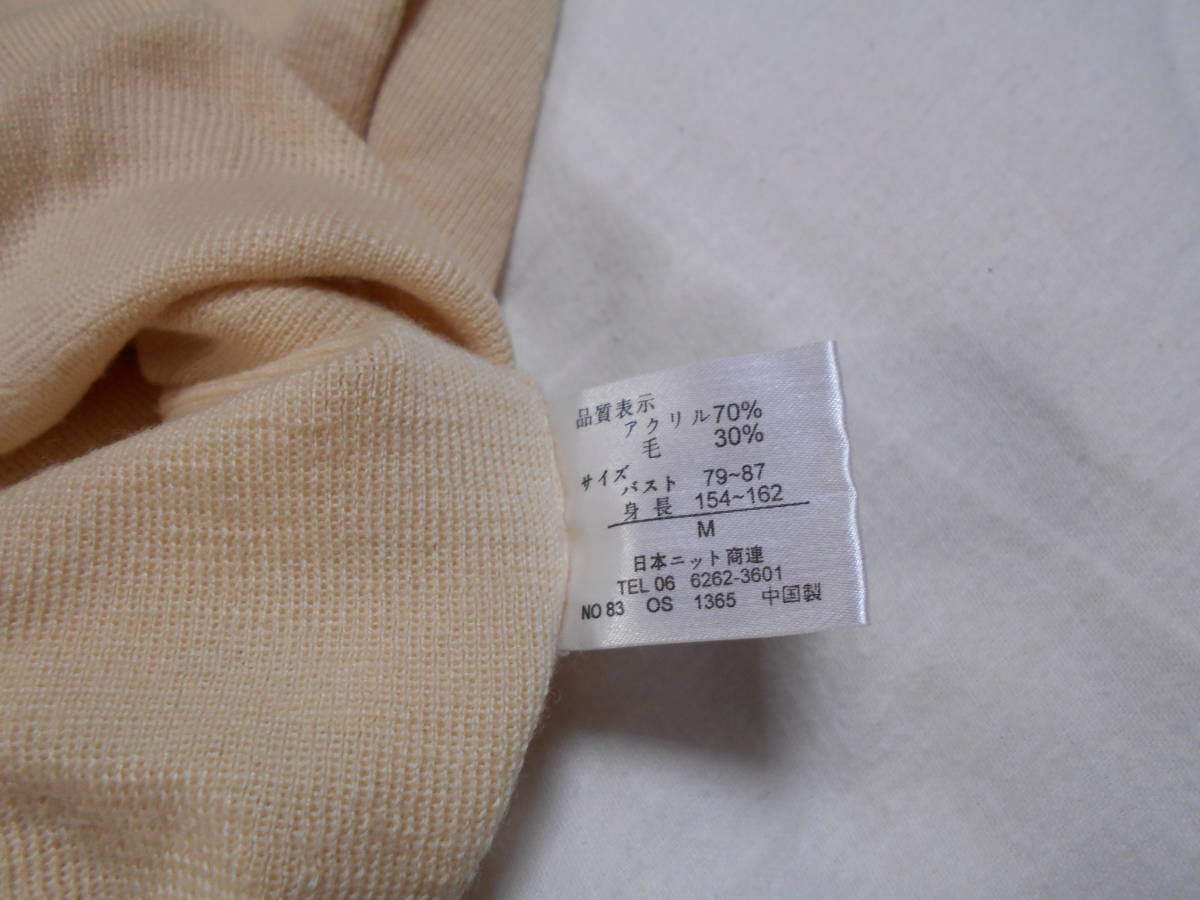 品質表示
アクリル70%
毛 30%
サイズ
バスト 79~87
身長 154~162
M
日本ニット商連
TEL 06 6262-3601
NO 83 OS 1365 中国製